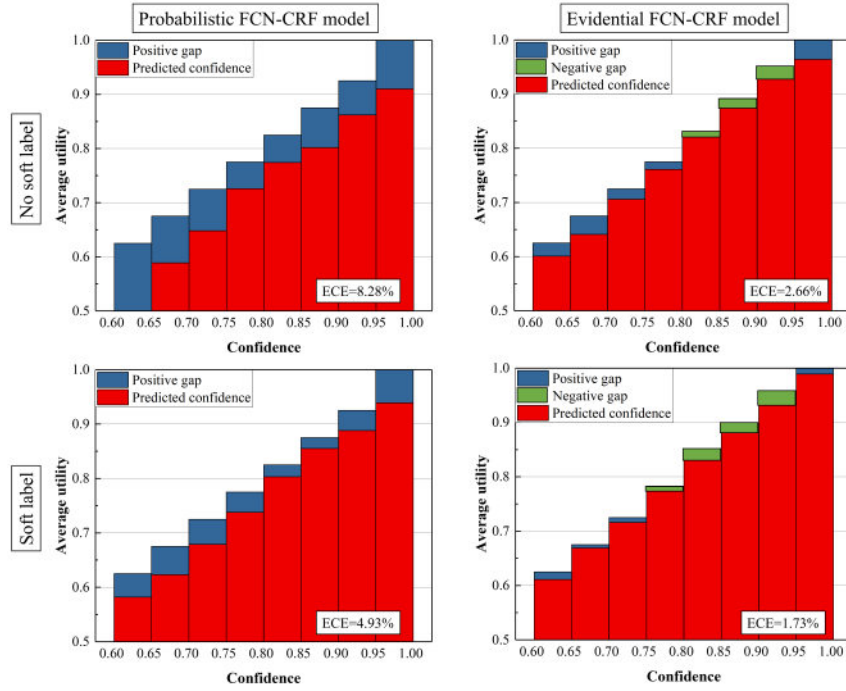 Probabilistic FCN-CRF model
Evidential FCN-CRF model
No soft label
Soft label
Average utility
1.0
0.9
0.8
0.7
0.6
0.5
Positive gap
Predicted confidence
ECE=8.28%
0.60 0.65 0.70 0.75 0.80 0.85 0.90 0.95 1.00
Confidence
Average utility
1.0
0.9
0.8
0.7
0.6
0.5
Positive gap
Negative gap
Predicted confidence
ECE=2.66%
0.60 0.65 0.70 0.75 0.80 0.85 0.90 0.95 1.00
Confidence
Average utility
1.0
0.9
0.8
0.7
0.6
0.5
Positive gap
Predicted confidence
ECE=4.93%
0.60 0.65 0.70 0.75 0.80 0.85 0.90 0.95 1.00
Confidence
Average utility
1.0
0.9
0.8
0.7
0.6
0.5
Positive gap
Negative gap
Predicted confidence
ECE=1.73%
0.60 0.65 0.70 0.75 0.80 0.85 0.90 0.95 1.00
Confidence